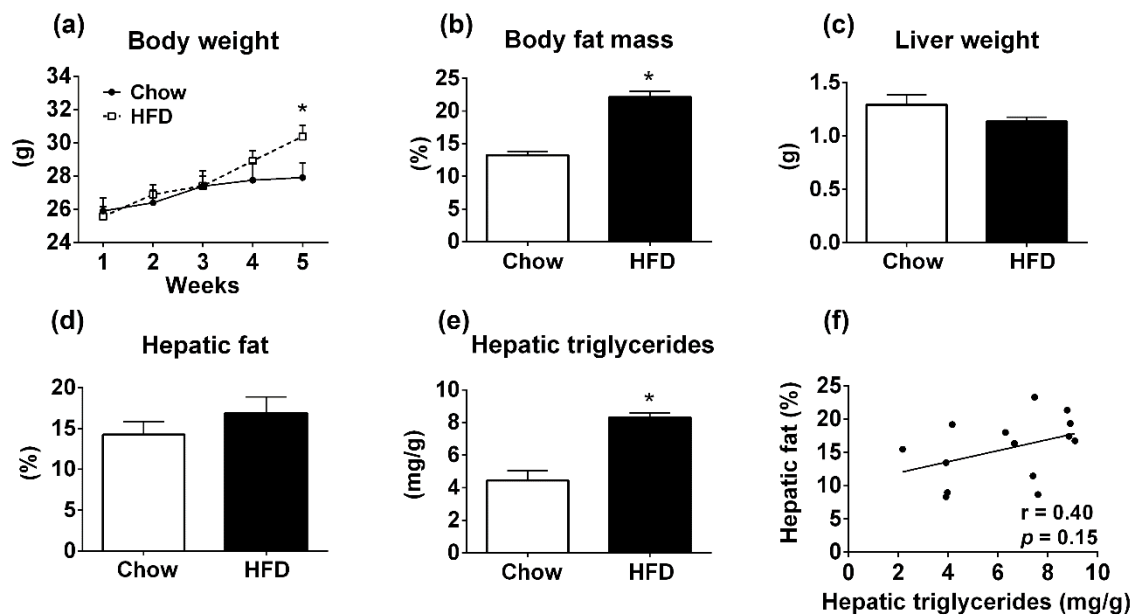 (a)
Body weight
34
32
30
28
26
24
(g)
Chow
HFD
*
1 2 3 4 5
Weeks
(b)
Body fat mass
25
20
15
10
5
0
(%)
*
Chow HFD
(c)
Liver weight
1.5
1.0
0.5
0.0
(g)
Chow HFD
(d)
Hepatic fat
20
15
10
5
0
(%)
Chow HFD
(e)
Hepatic triglycerides
10
8
6
4
2
0
(mg/g)
*
Chow HFD
(f)
25
20
15
10
5
0
Hepatic fat (%)
r = 0.40
p = 0.15
0 2 4 6 8 10
Hepatic triglycerides (mg/g)